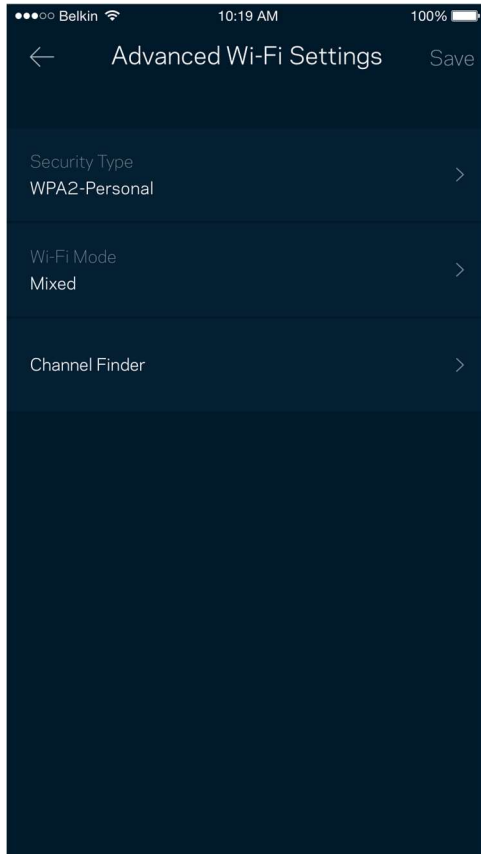 Belkin 10:19 AM 100%
Advanced Wi-Fi Settings Save
Security Type
WPA2-Personal
Wi-Fi Mode
Mixed
Channel Finder